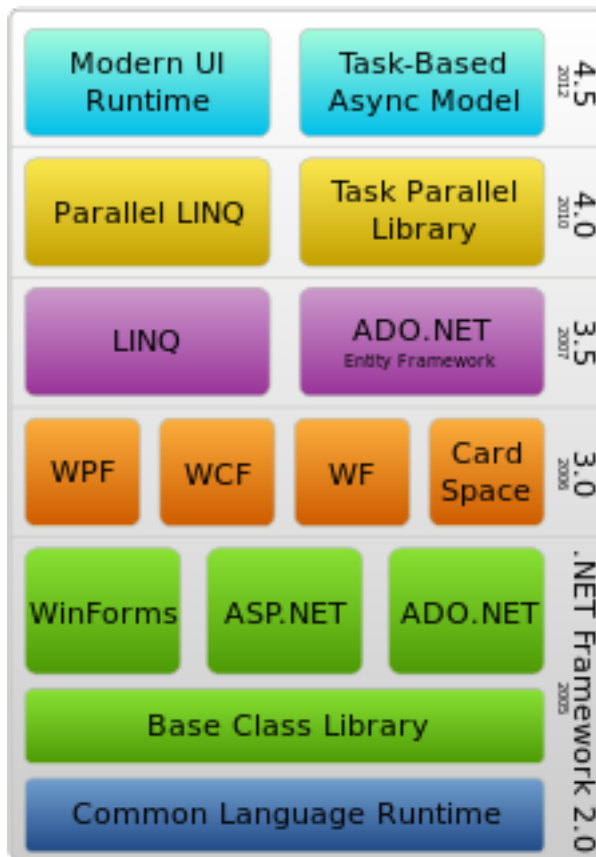 Modern UI
Runtime
Task-Based
Async Model
4.5
2012
Parallel LINQ
Task Parallel
Library
4.0
2010
LINQ
ADO.NET
Entity Framework
3.5
2007
WPF
WCF
WF
Card
Space
3.0
2006
WinForms
ASP.NET
ADO.NET
Base Class Library
Common Language Runtime
.NET Framework 2.0
2005